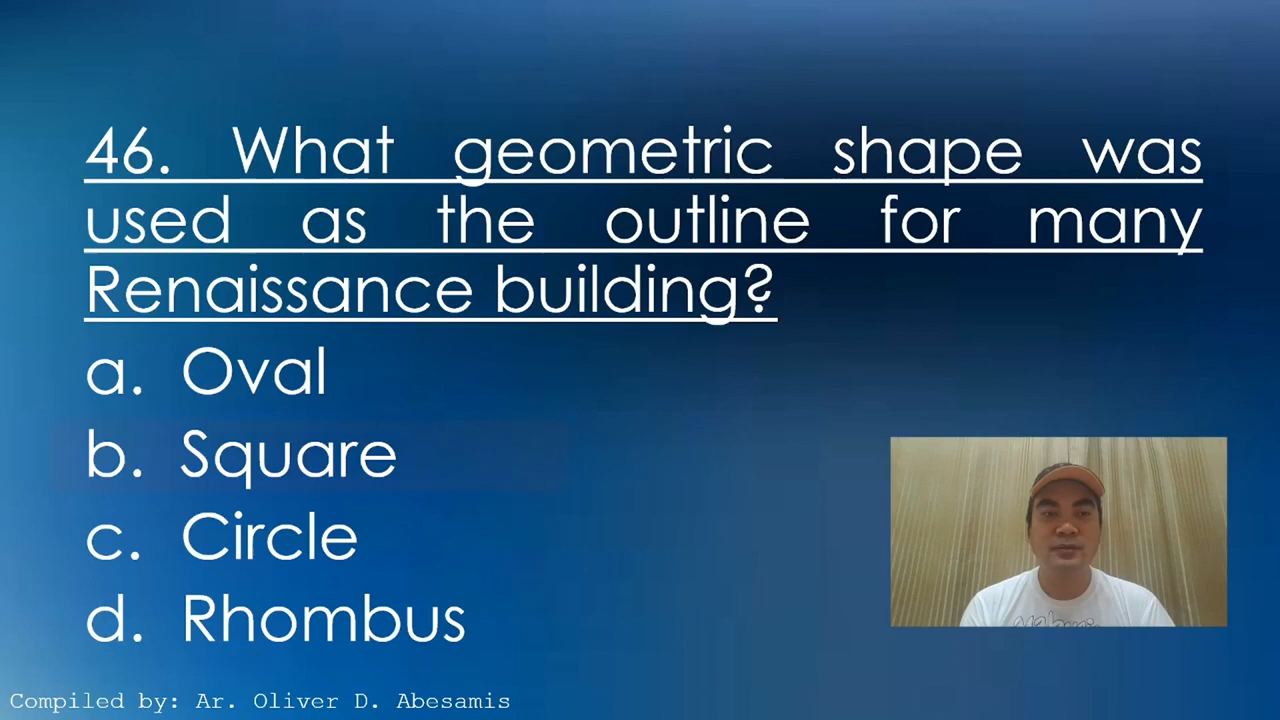 46. What geometric shape was
used as the outline for many
Renaissance building?
a. Oval
b. Square
c. Circle
d. Rhombus
Compiled by: Ar. Oliver D. Abesamis